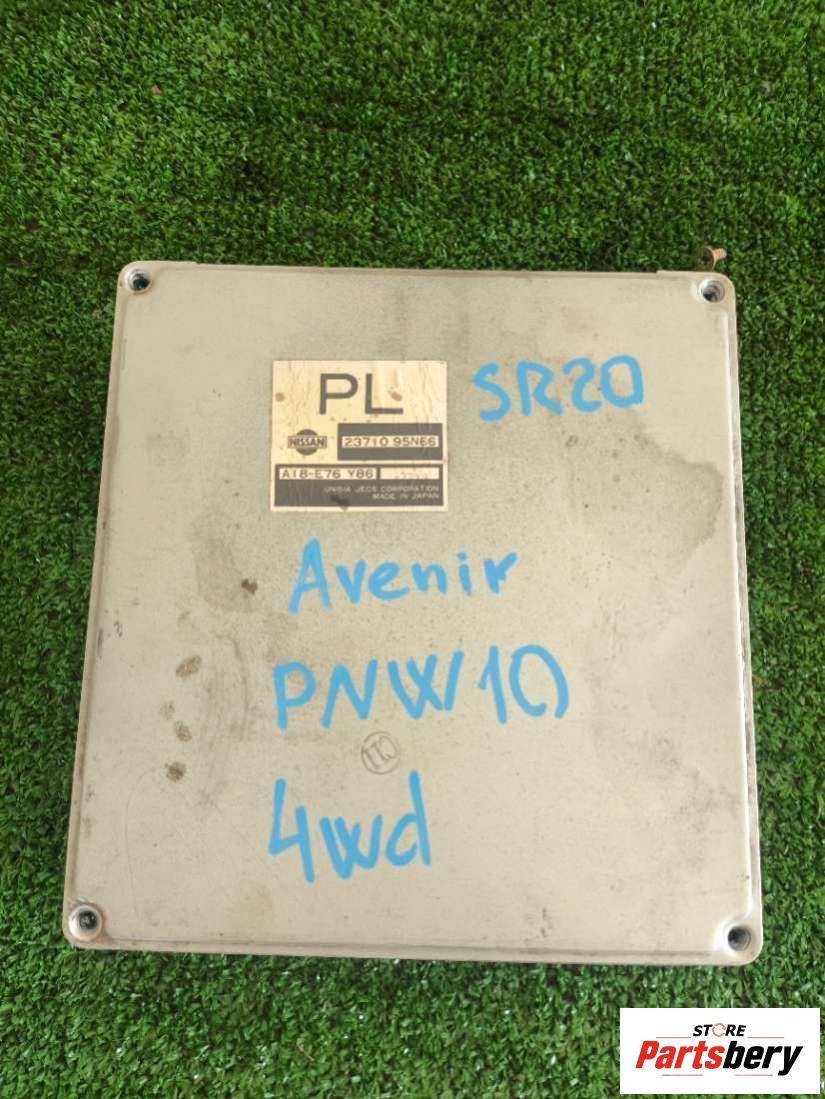 PL
SR20
NISSAN
23710 95N66
A18-E76 Y86
UNISIA JECS CORPORATION
MADE IN JAPAN
Avenir
PNW10
4wd
STORE
Partsbery